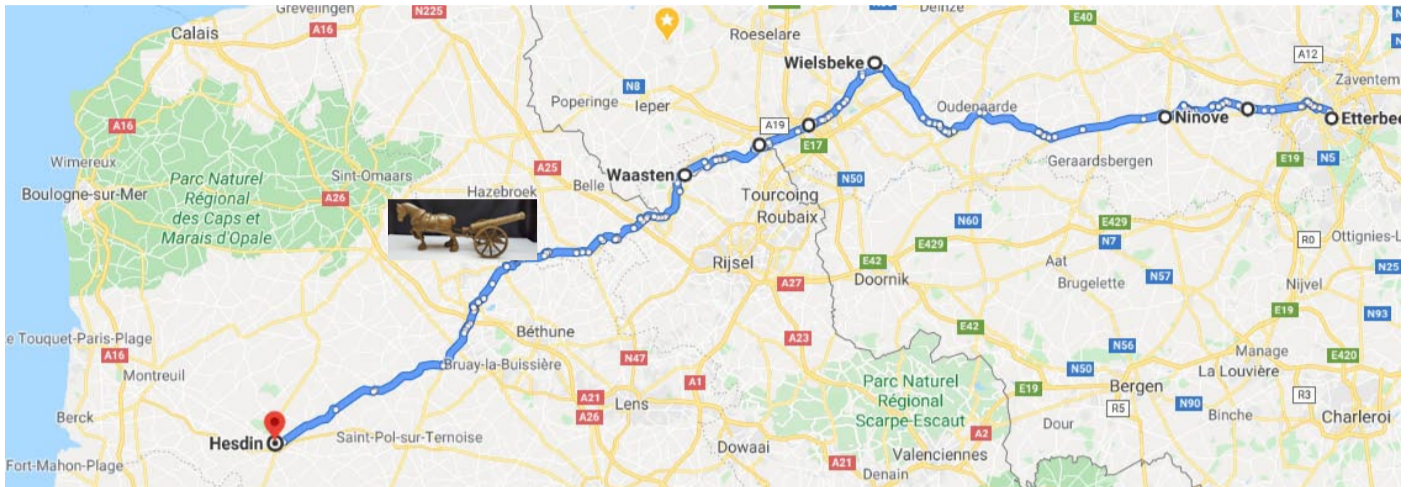 Grevelingen
N225
Deinze
E40
A16
Calais
Roeselare
A12
Wielsbeke
Zaventem
N8
Poperinge
Ieper
Oudenaarde
A19
Ninove
Etterbee
A16
E17
Geraardsbergen
E19
N5
Wimereux
Sint-Omaars
A25
Belle
Waasten
N50
Parc Naturel
Régional
des Caps et
Marais d'Opale
Boulogne-sur-Mer
A26
Hazebroek
Tourcoing
Roubaix
N60
E429
E429
N7
R0
Ottignies-L
Rijsel
E42
Aat
N25
A27
Doornik
Brugelette
N57
Nijvel
E19
N93
Le Touquet-Paris-Plage
Béthune
E42
A23
N56
Manage
E420
A16
Montreuil
Bruay-la-Buissière
N47
N50
La Louvière
A1
Parc Naturel
Régional
Scarpe-Escaut
E19
Bergen
R3
A21
Lens
R5
N90
Binche
Charleroi
Berck
A26
Hesdin
Saint-Pol-sur-Ternoise
Dour
A2
Dowaai
Valenciennes
Fort-Mahon-Plage
A21
Denain